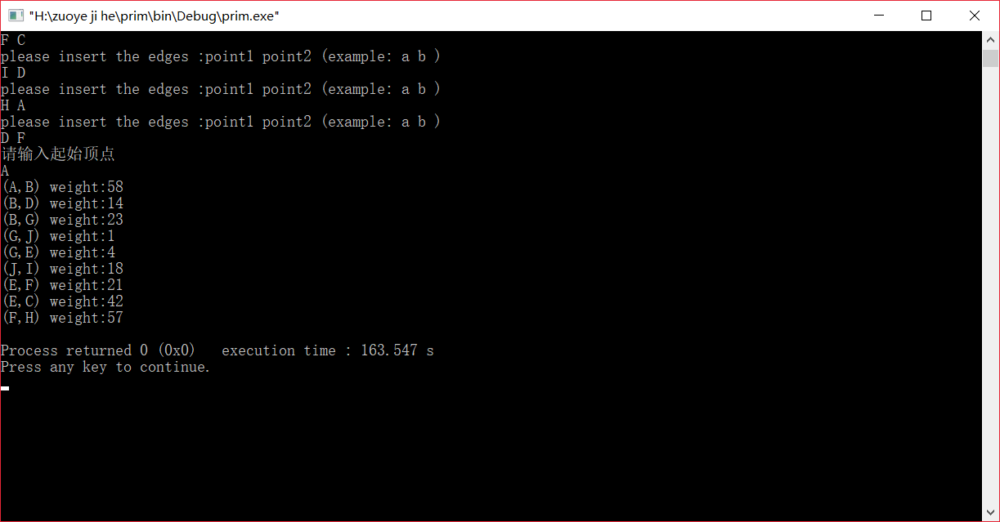 "H:\zuoye ji he\prim\bin\Debug\prim.exe"
F C
please insert the edges :point1 point2 (example: a b )
I D
please insert the edges :point1 point2 (example: a b )
H A
please insert the edges :point1 point2 (example: a b )
D F
请输入起始顶点
A
(A,B) weight:58
(B,D) weight:14
(B,G) weight:23
(G,J) weight:1
(G,E) weight:4
(J,I) weight:18
(E,F) weight:21
(E,C) weight:42
(F,H) weight:57
Process returned 0 (0x0)   execution time : 163.547 s
Press any key to continue.